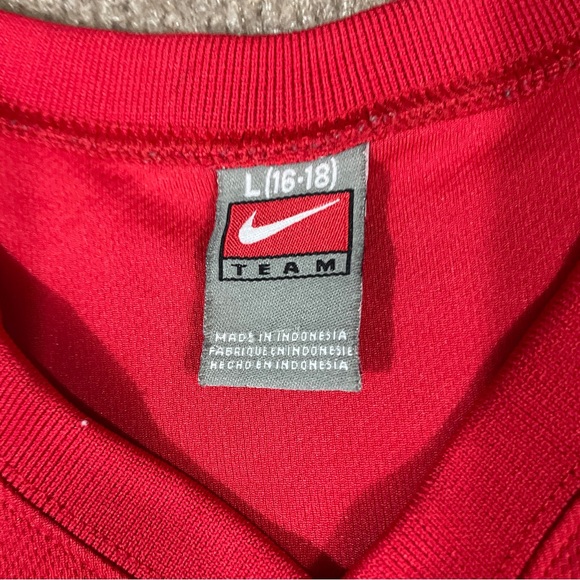 L (16-18)
TEAM
MADE IN INDONESIA
FABRIQUE EN INDONESIE
HECHO EN INDONESIA